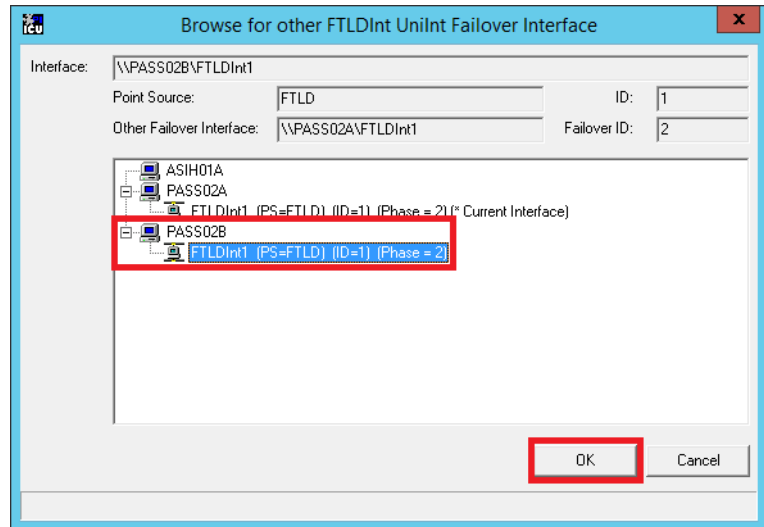 ICU
Browse for other FTLDInt UniInt Failover Interface
x
Interface: \\PASS02B\FTLDInt1
Point Source: FTLD ID: 1
Other Failover Interface: \\PASS02A\FTLDInt1 Failover ID: 2
ASIH01A
PASS02A
FTLDInt1 (PS=FTLD) (ID=1) (Phase = 2) (* Current Interface)
PASS02B
FTLDInt1 (PS=FTLD) (ID=1) (Phase = 2)
OK Cancel